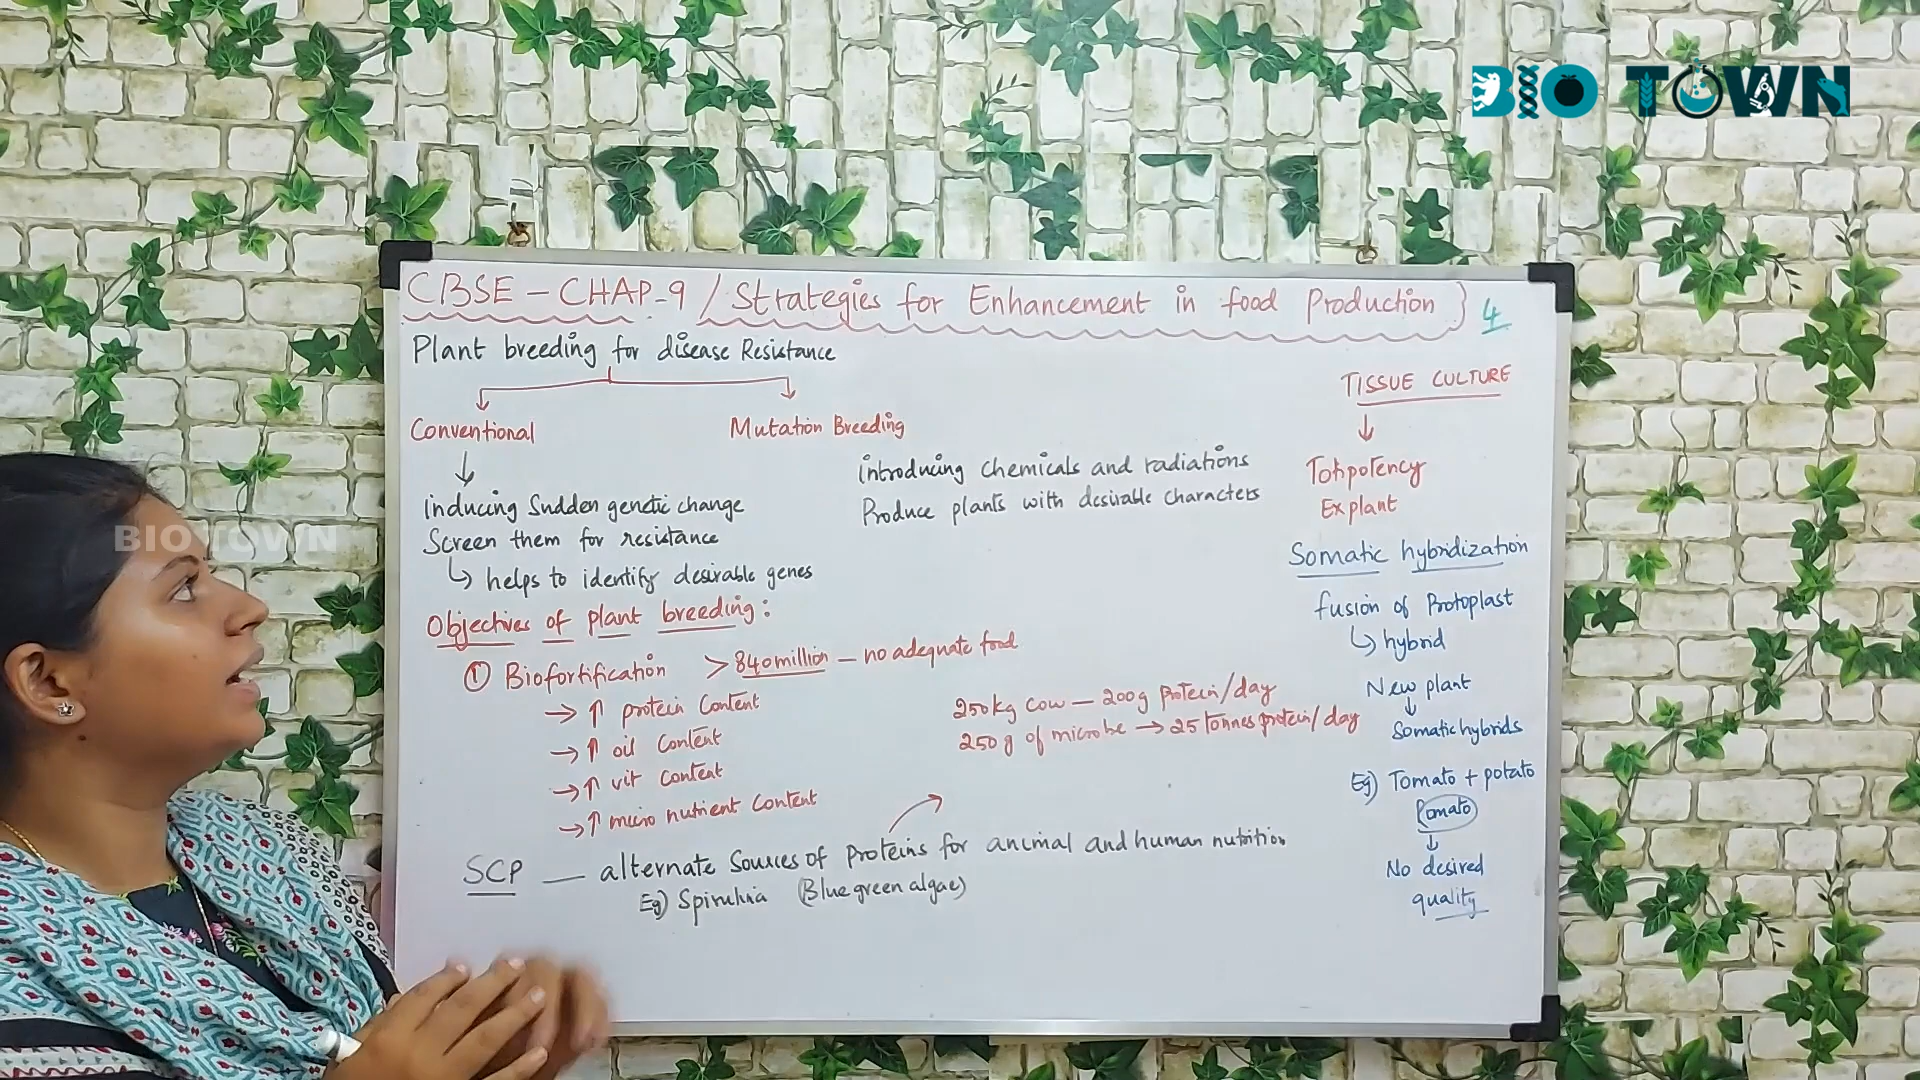 BIO TOWN
CBSE - CHAP-9 / Strategies for Enhancement in food Production } 4
Plant breeding for disease Resistance
Conventional
inducing Sudden genetic change
Screen them for resistance
↳ helps to identify desirable genes
Mutation Breeding
introducing chemicals and radiations
Produce plants with desirable characters
Objectives of plant breeding:
① Biofortification > 840 million – no adequate food
→ ↑ protein Content
→ ↑ oil Content
→ ↑ vit Content
→ ↑ micro nutrient Content
250kg cow – 200g protein/day
250g of microbe → 25 tonnes protein/day
SCP — alternate Sources of Proteins for animal and human nutrition
Eg) Spirulina (Blue green algae)
TISSUE CULTURE
Totipotency
Explant
Somatic hybridization
fusion of Protoplast
↳ hybrid
New plant
Somatic hybrids
Eg) Tomato + potato
Pomato
No desired
quality
BIO TOWN